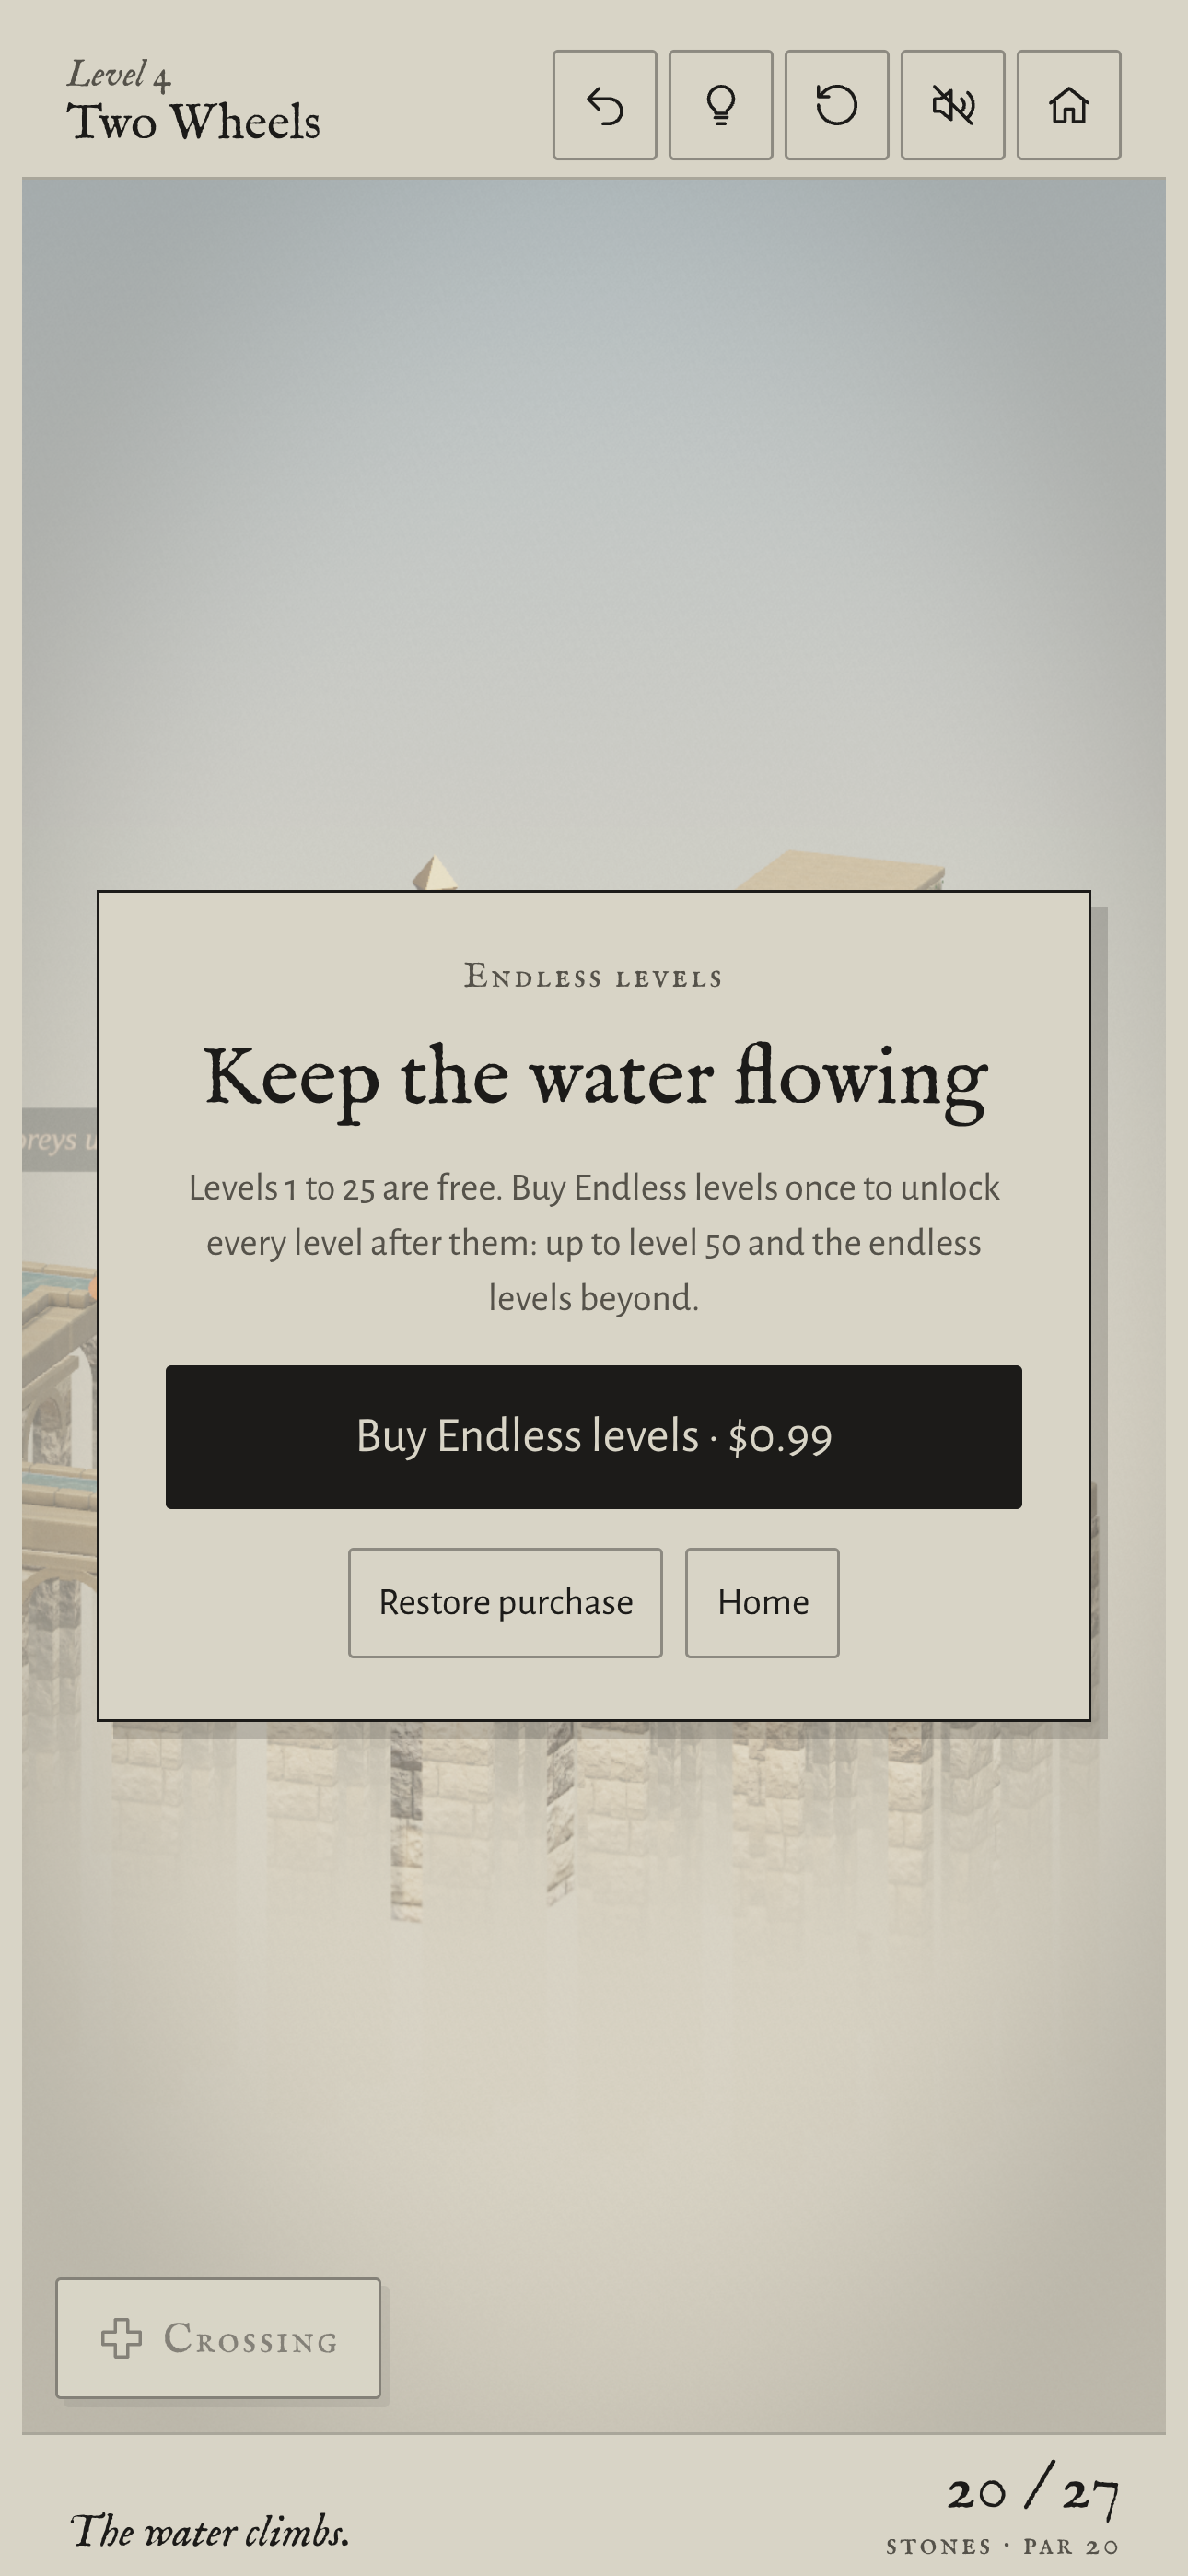 Level 4
Two Wheels
Endless levels
Keep the water flowing
Levels 1 to 25 are free. Buy Endless levels once to unlock
every level after them: up to level 50 and the endless
levels beyond.
Buy Endless levels · $0.99
Restore purchase
Home
Crossing
The water climbs.
20 / 27
STONES · PAR 20